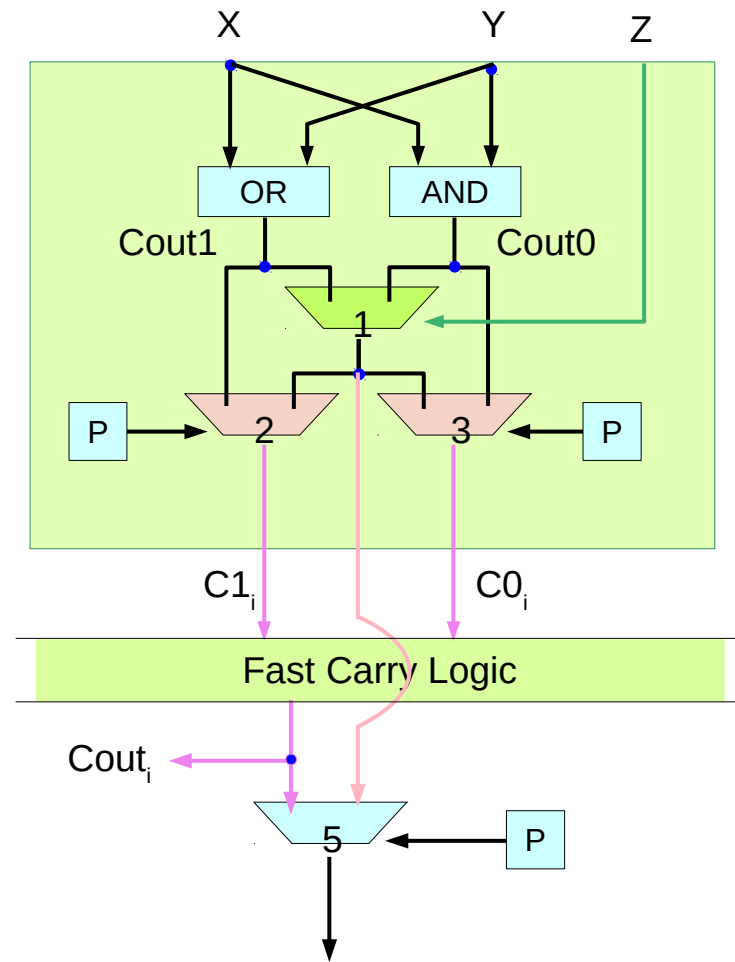 X
Y
Z
OR
AND
Cout1
Cout0
1
P
2
3
P
C1i
C0i
Fast Carry Logic
Couti
5
P